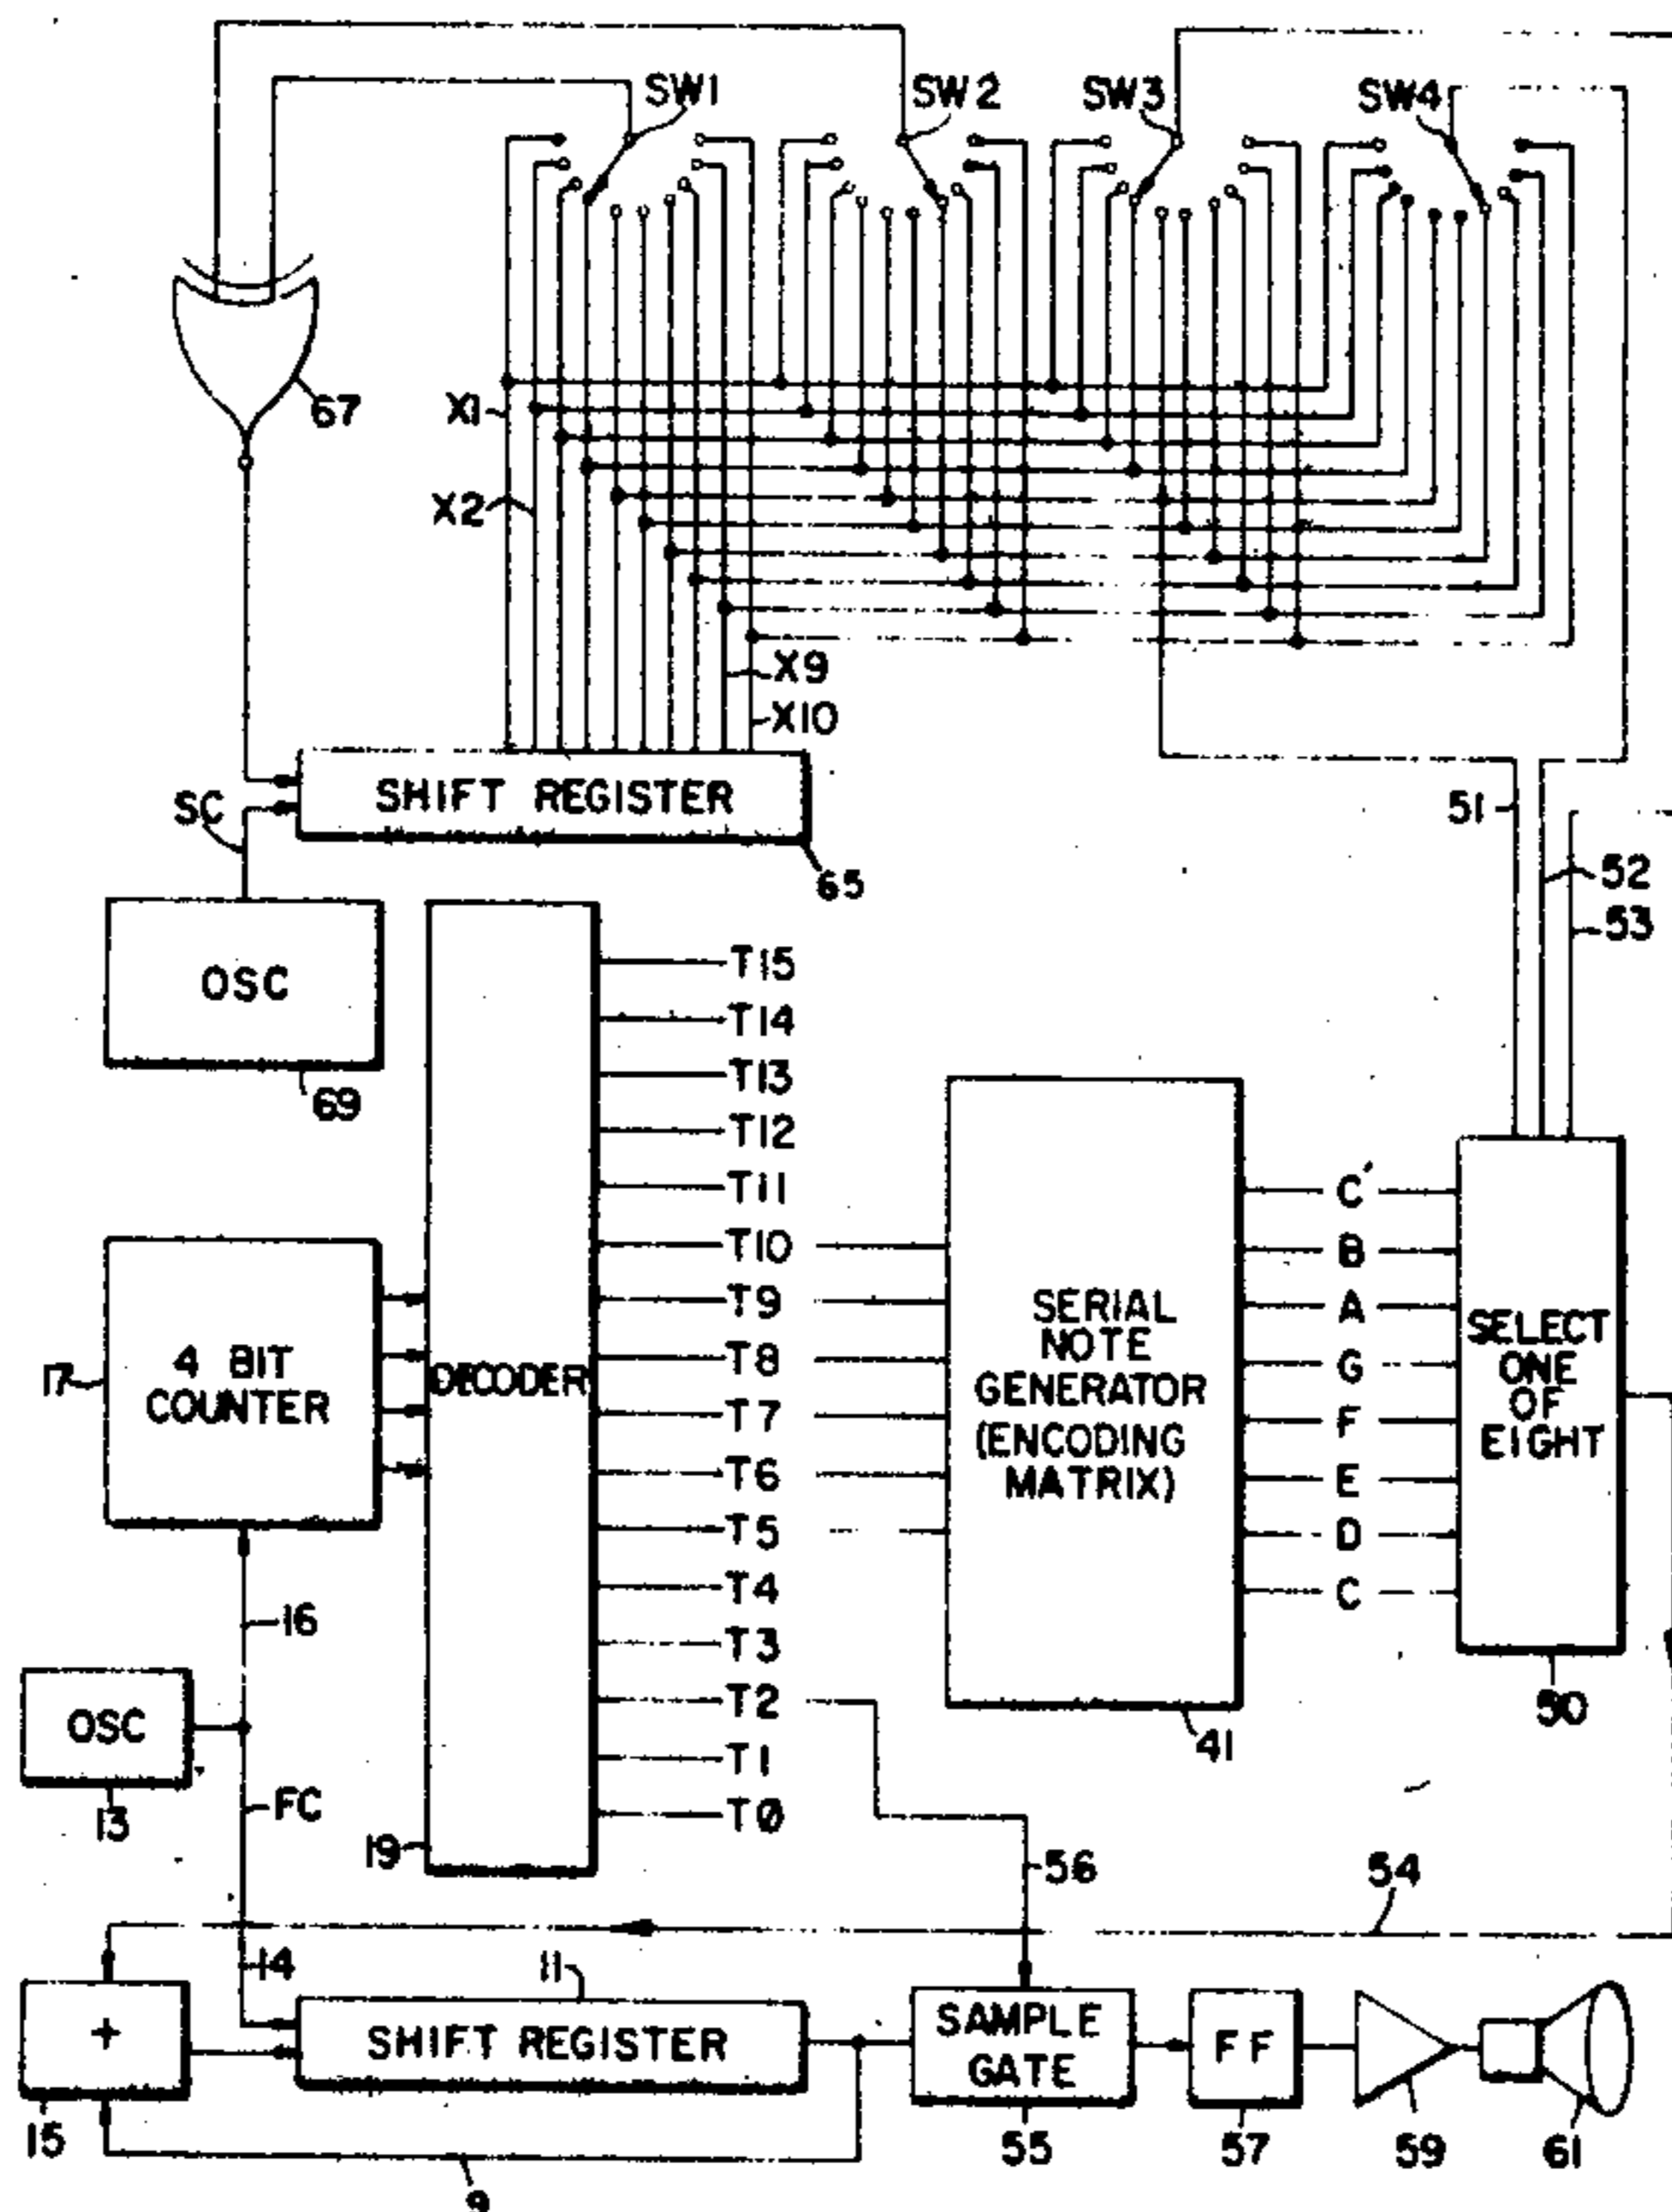 SW1
SW2
SW3
SW4
67
X1
X2
X9
X10
SHIFT REGISTER
SC
65
51
52
53
OSC
69
T15
T14
T13
T12
T11
T10
T9
T8
T7
T6
T5
T4
T3
T2
T1
TØ
DECODER
19
17
4 BIT
COUNTER
16
OSC
13
FC
14
SERIAL
NOTE
GENERATOR
(ENCODING
MATRIX)
41
C'
B
A
G
F
E
D
C
SELECT
ONE
OF
EIGHT
50
56
54
+
15
11
SHIFT REGISTER
9
SAMPLE
GATE
55
FF
57
59
61